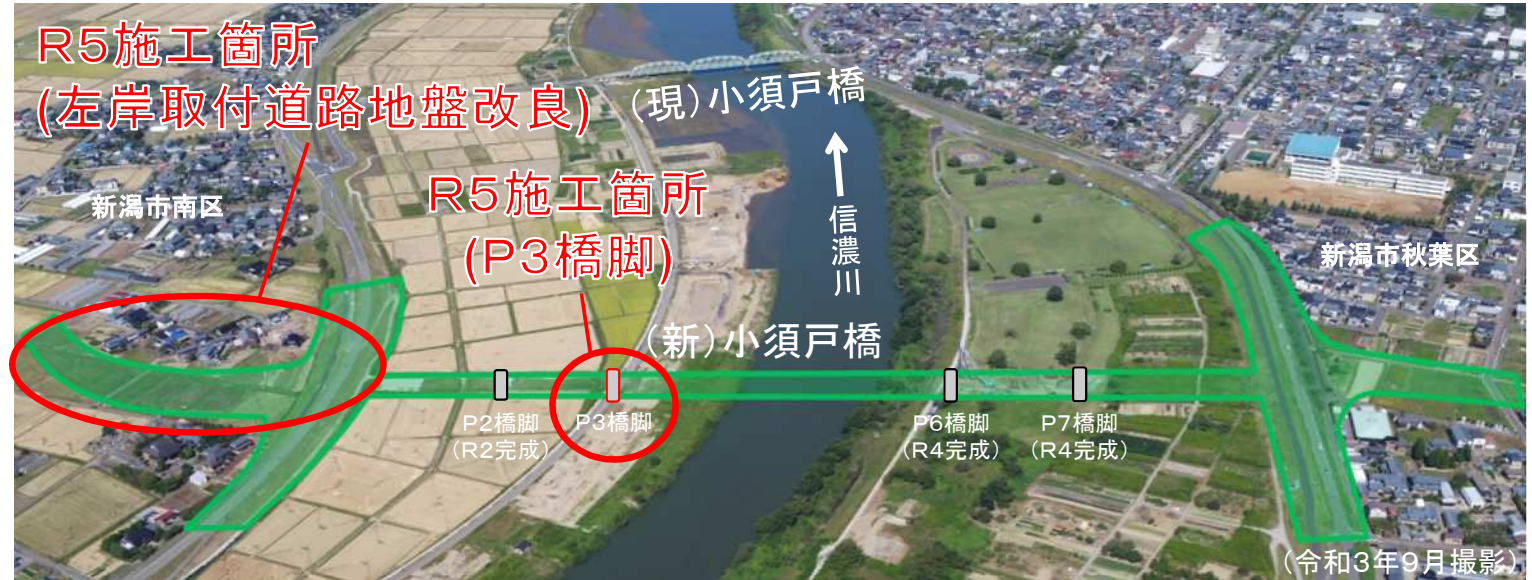 R5施工箇所
(左岸取付道路地盤改良)
(現)小須戸橋
新潟市南区
R5施工箇所
(P3橋脚)
信濃川
新潟市秋葉区
(新)小須戸橋
P2橋脚
(R2完成)
P3橋脚
P6橋脚
(R4完成)
P7橋脚
(R4完成)
(令和3年9月撮影)